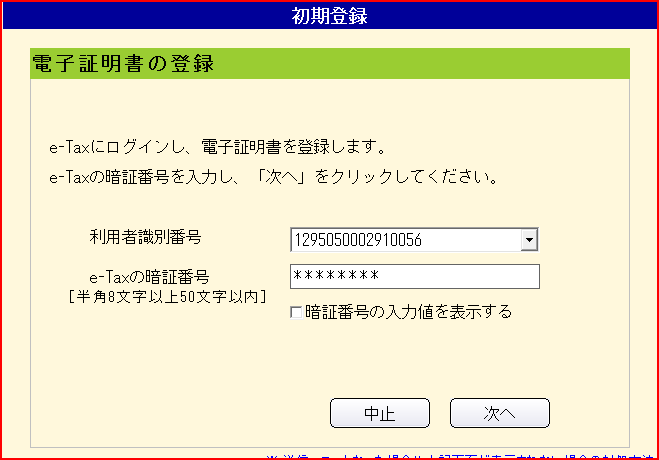 初期登録
電子証明書の登録
e-Taxにログインし、電子証明書を登録します。
e-Taxの暗証番号を入力し、「次へ」をクリックしてください。
利用者識別番号
1295050002910056
e-Taxの暗証番号
********
[半角8文字以上50文字以内]
暗証番号の入力値を表示する
中止
次へ